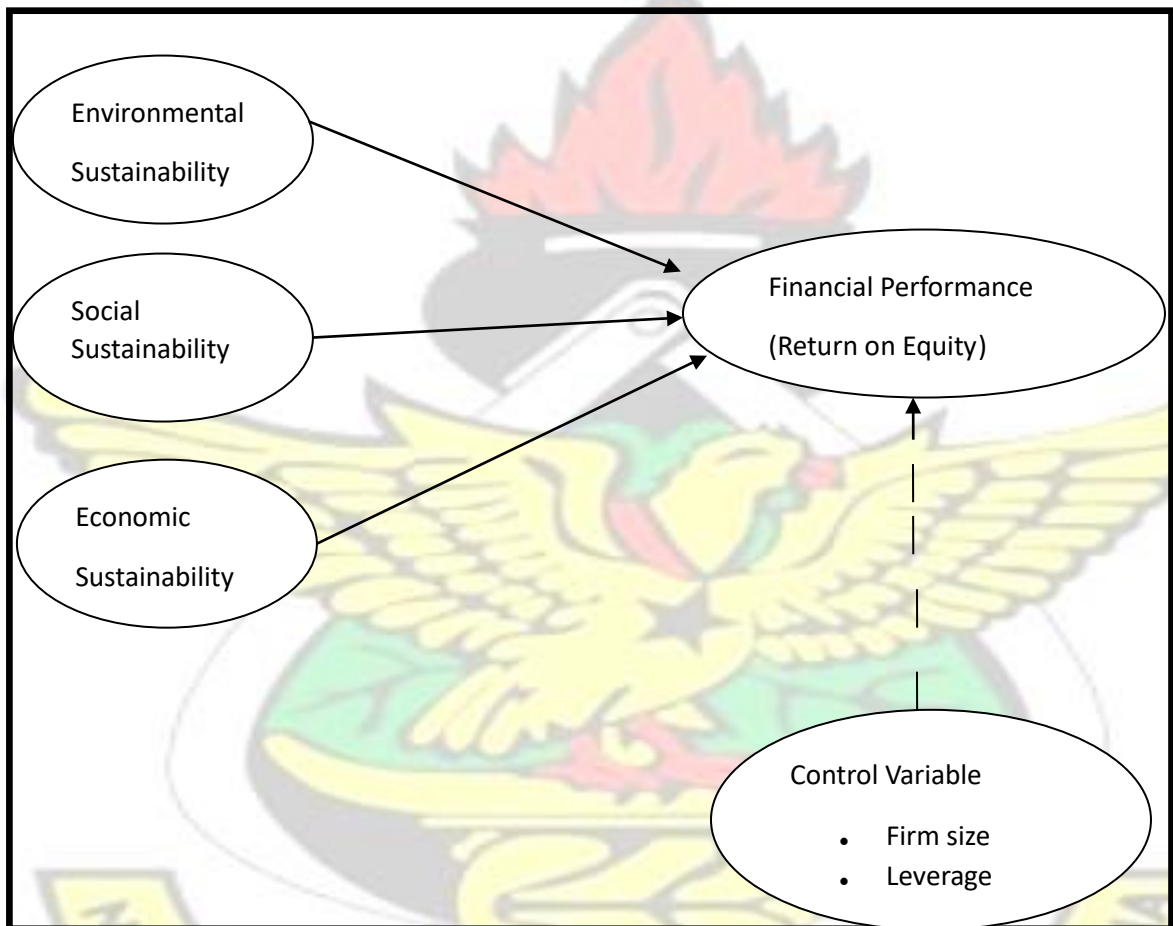 Environmental
Sustainability
Social
Sustainability
Economic
Sustainability
Financial Performance
(Return on Equity)
Control Variable
• Firm size
• Leverage